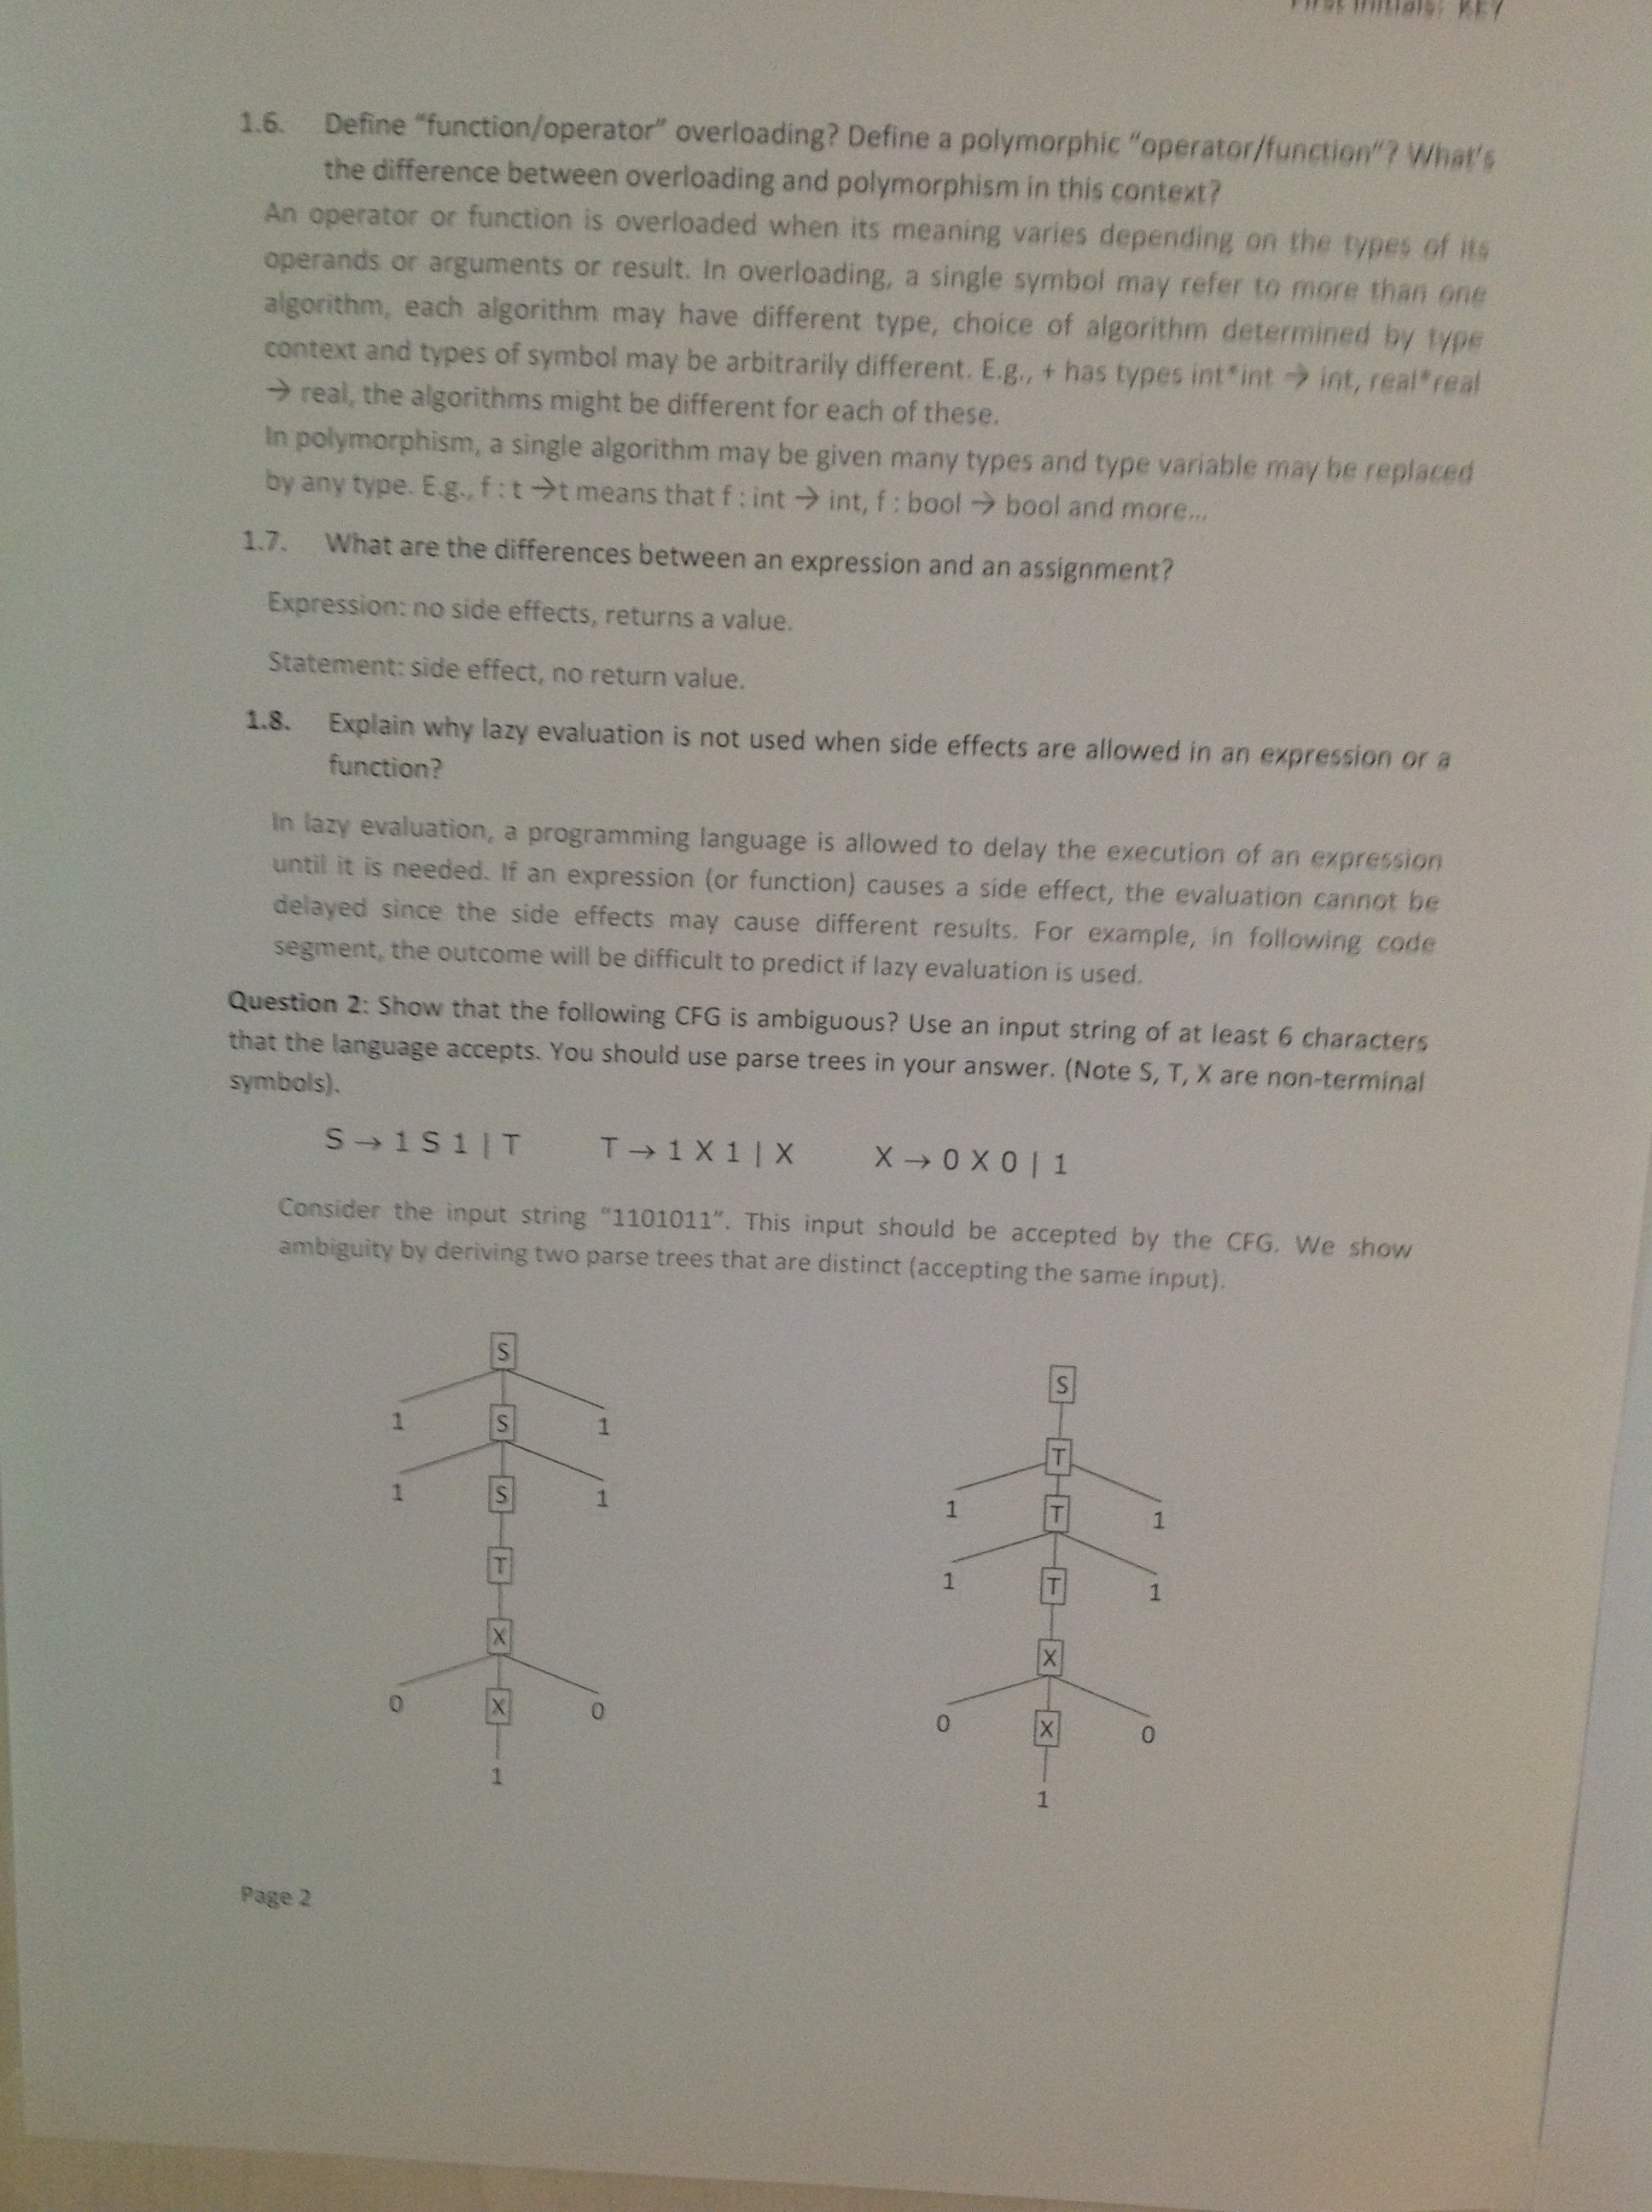 First Initials: KEY
1.6. Define “function/operator” overloading? Define a polymorphic “operator/function”? What's
the difference between overloading and polymorphism in this context?
An operator or function is overloaded when its meaning varies depending on the types of its
operands or arguments or result. In overloading, a single symbol may refer to more than one
algorithm, each algorithm may have different type, choice of algorithm determined by type
context and types of symbol may be arbitrarily different. E.g., + has types int*int → int, real*real
→ real, the algorithms might be different for each of these.
In polymorphism, a single algorithm may be given many types and type variable may be replaced
by any type. E.g., f : t →t means that f : int → int, f : bool → bool and more...
1.7. What are the differences between an expression and an assignment?
Expression: no side effects, returns a value.
Statement: side effect, no return value.
1.8. Explain why lazy evaluation is not used when side effects are allowed in an expression or a
function?
In lazy evaluation, a programming language is allowed to delay the execution of an expression
until it is needed. If an expression (or function) causes a side effect, the evaluation cannot be
delayed since the side effects may cause different results. For example, in following code
segment, the outcome will be difficult to predict if lazy evaluation is used.
Question 2: Show that the following CFG is ambiguous? Use an input string of at least 6 characters
that the language accepts. You should use parse trees in your answer. (Note S, T, X are non-terminal
symbols).
S → 1 S 1 | T T → 1 X 1 | X X → 0 X 0 | 1
Consider the input string “1101011”. This input should be accepted by the CFG. We show
ambiguity by deriving two parse trees that are distinct (accepting the same input).
S
1 S 1
1 S 1
T
X
0 X 0
1
S
T
1 T 1
1 T 1
X
0 X 0
1
Page 2